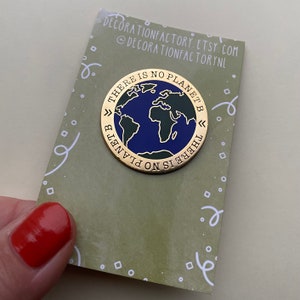 DECORATIONFACTORY.ETSY.COM
@DECORATIONFACTORYNL
THERE IS NO PLANET B
THERE IS NO PLANET B